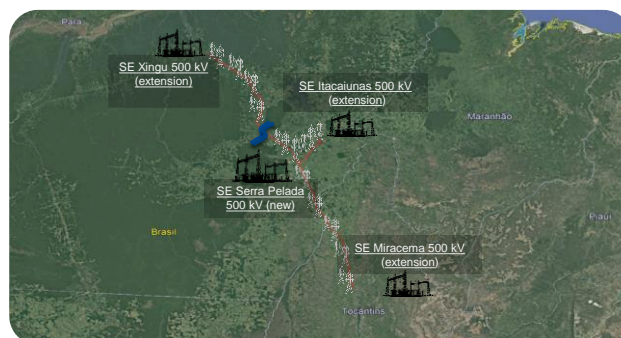 Pará
SE Xingu 500 kV
(extension)
SE Itacaiunas 500 kV
(extension)
Maranhão
SE Serra Pelada
500 kV (new)
Piauí
Brasil
SE Miracema 500 kV
(extension)
Tocantins